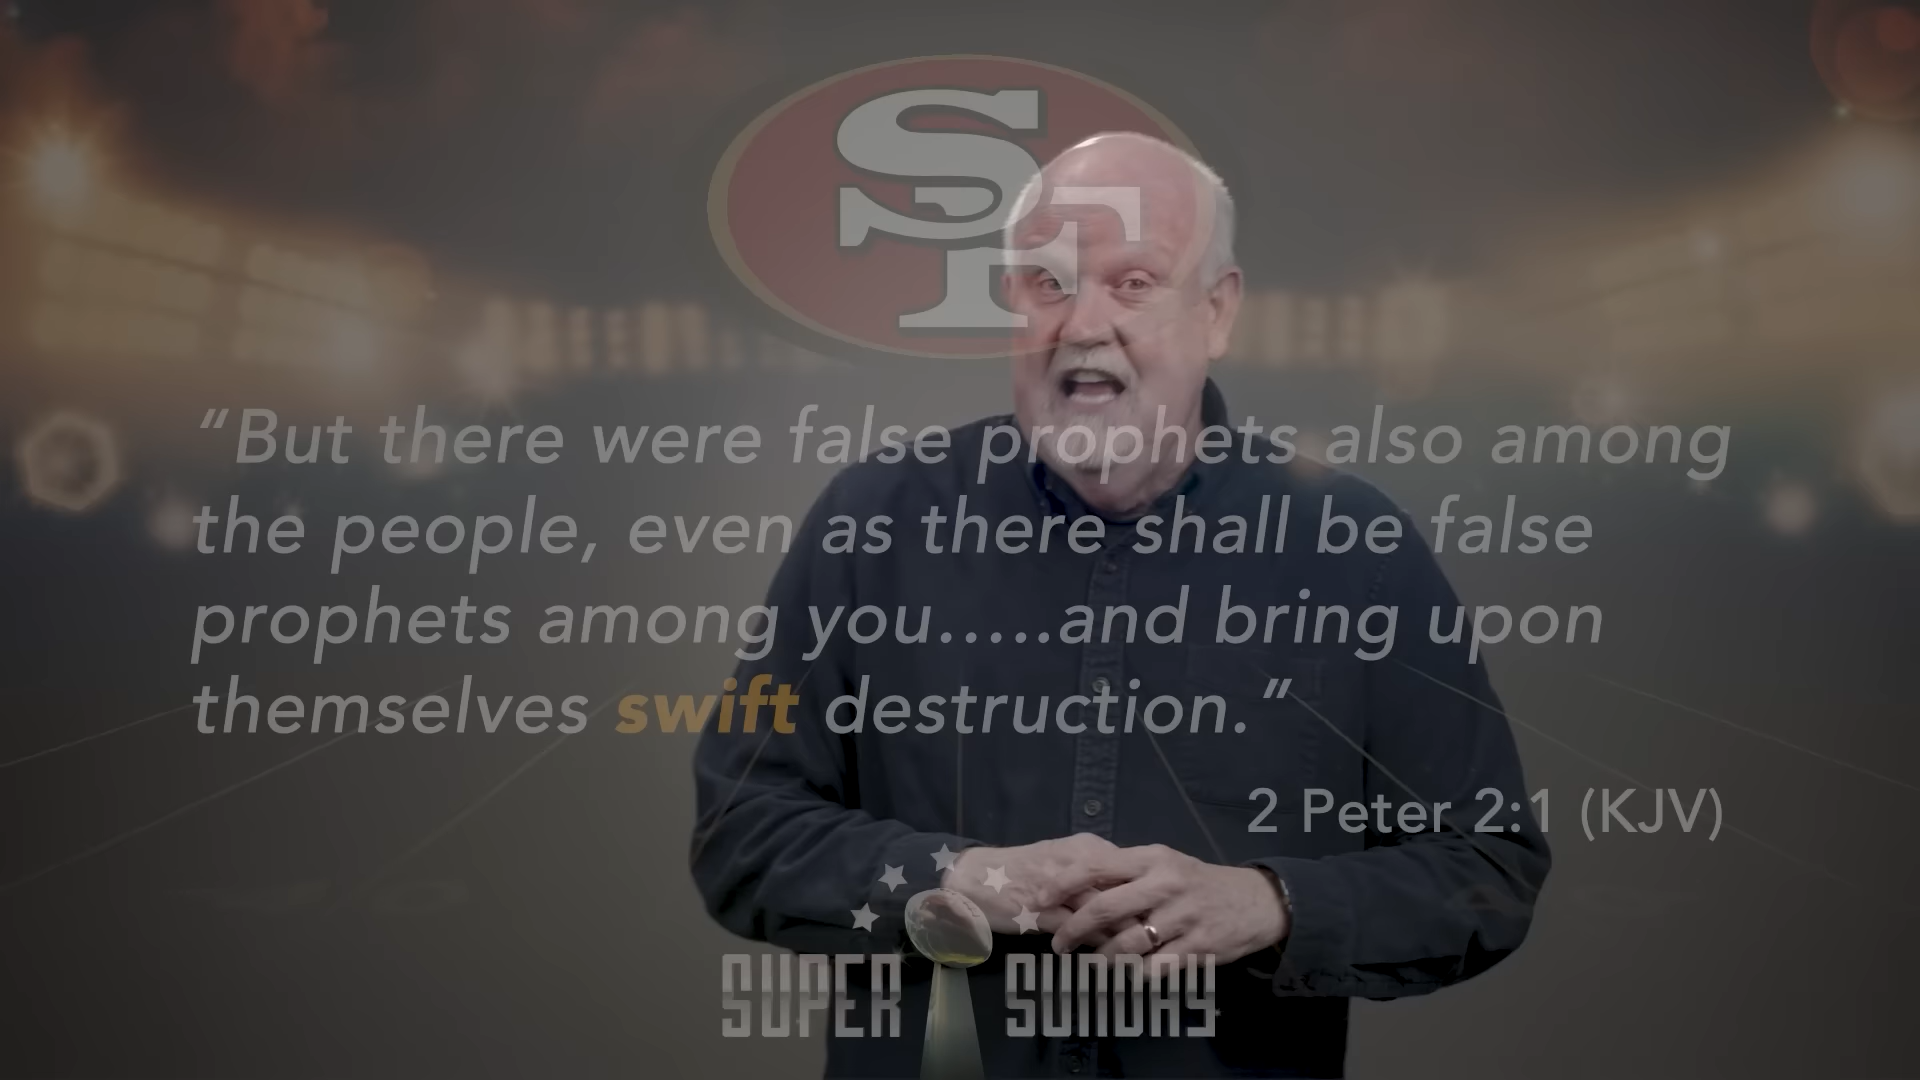 SF
“But there were false prophets also among
the people, even as there shall be false
prophets among you.....and bring upon
themselves swift destruction.“
2 Peter 2:1 (KJV)
SUPER SUNDAY